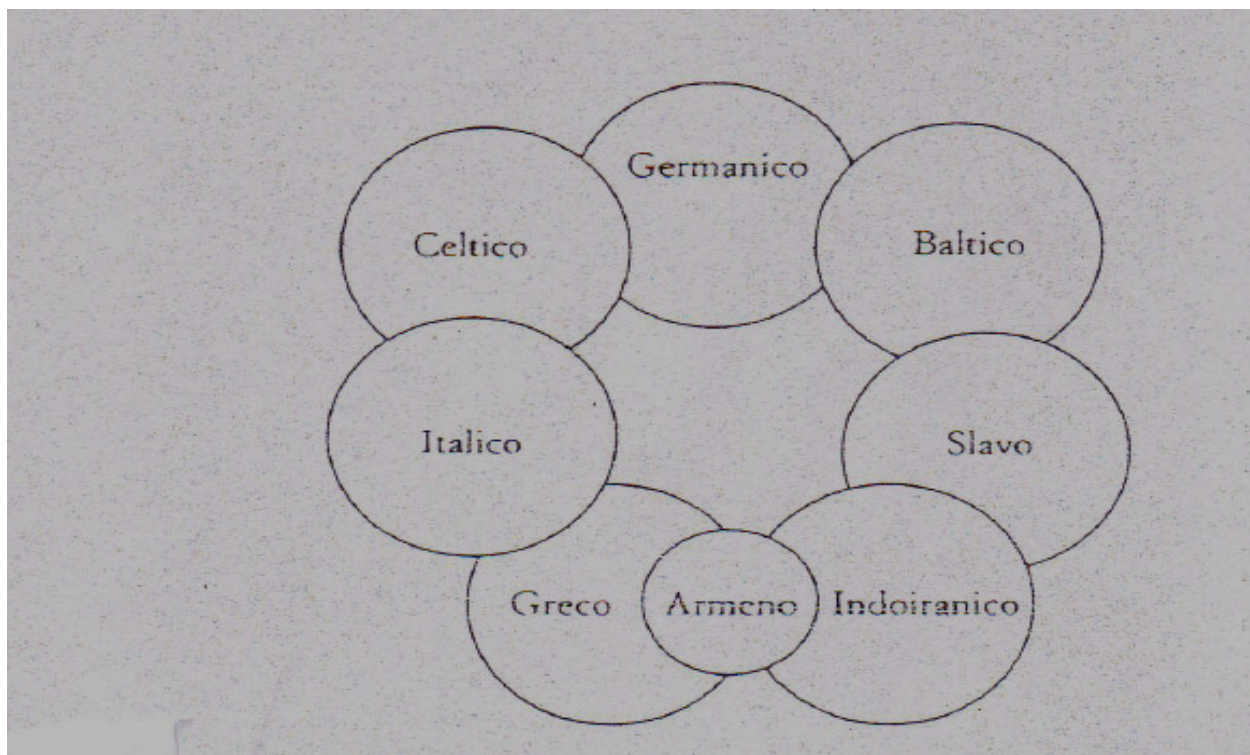 Germanico
Celtico
Baltico
Italico
Slavo
Greco
Armeno
Indoiranico